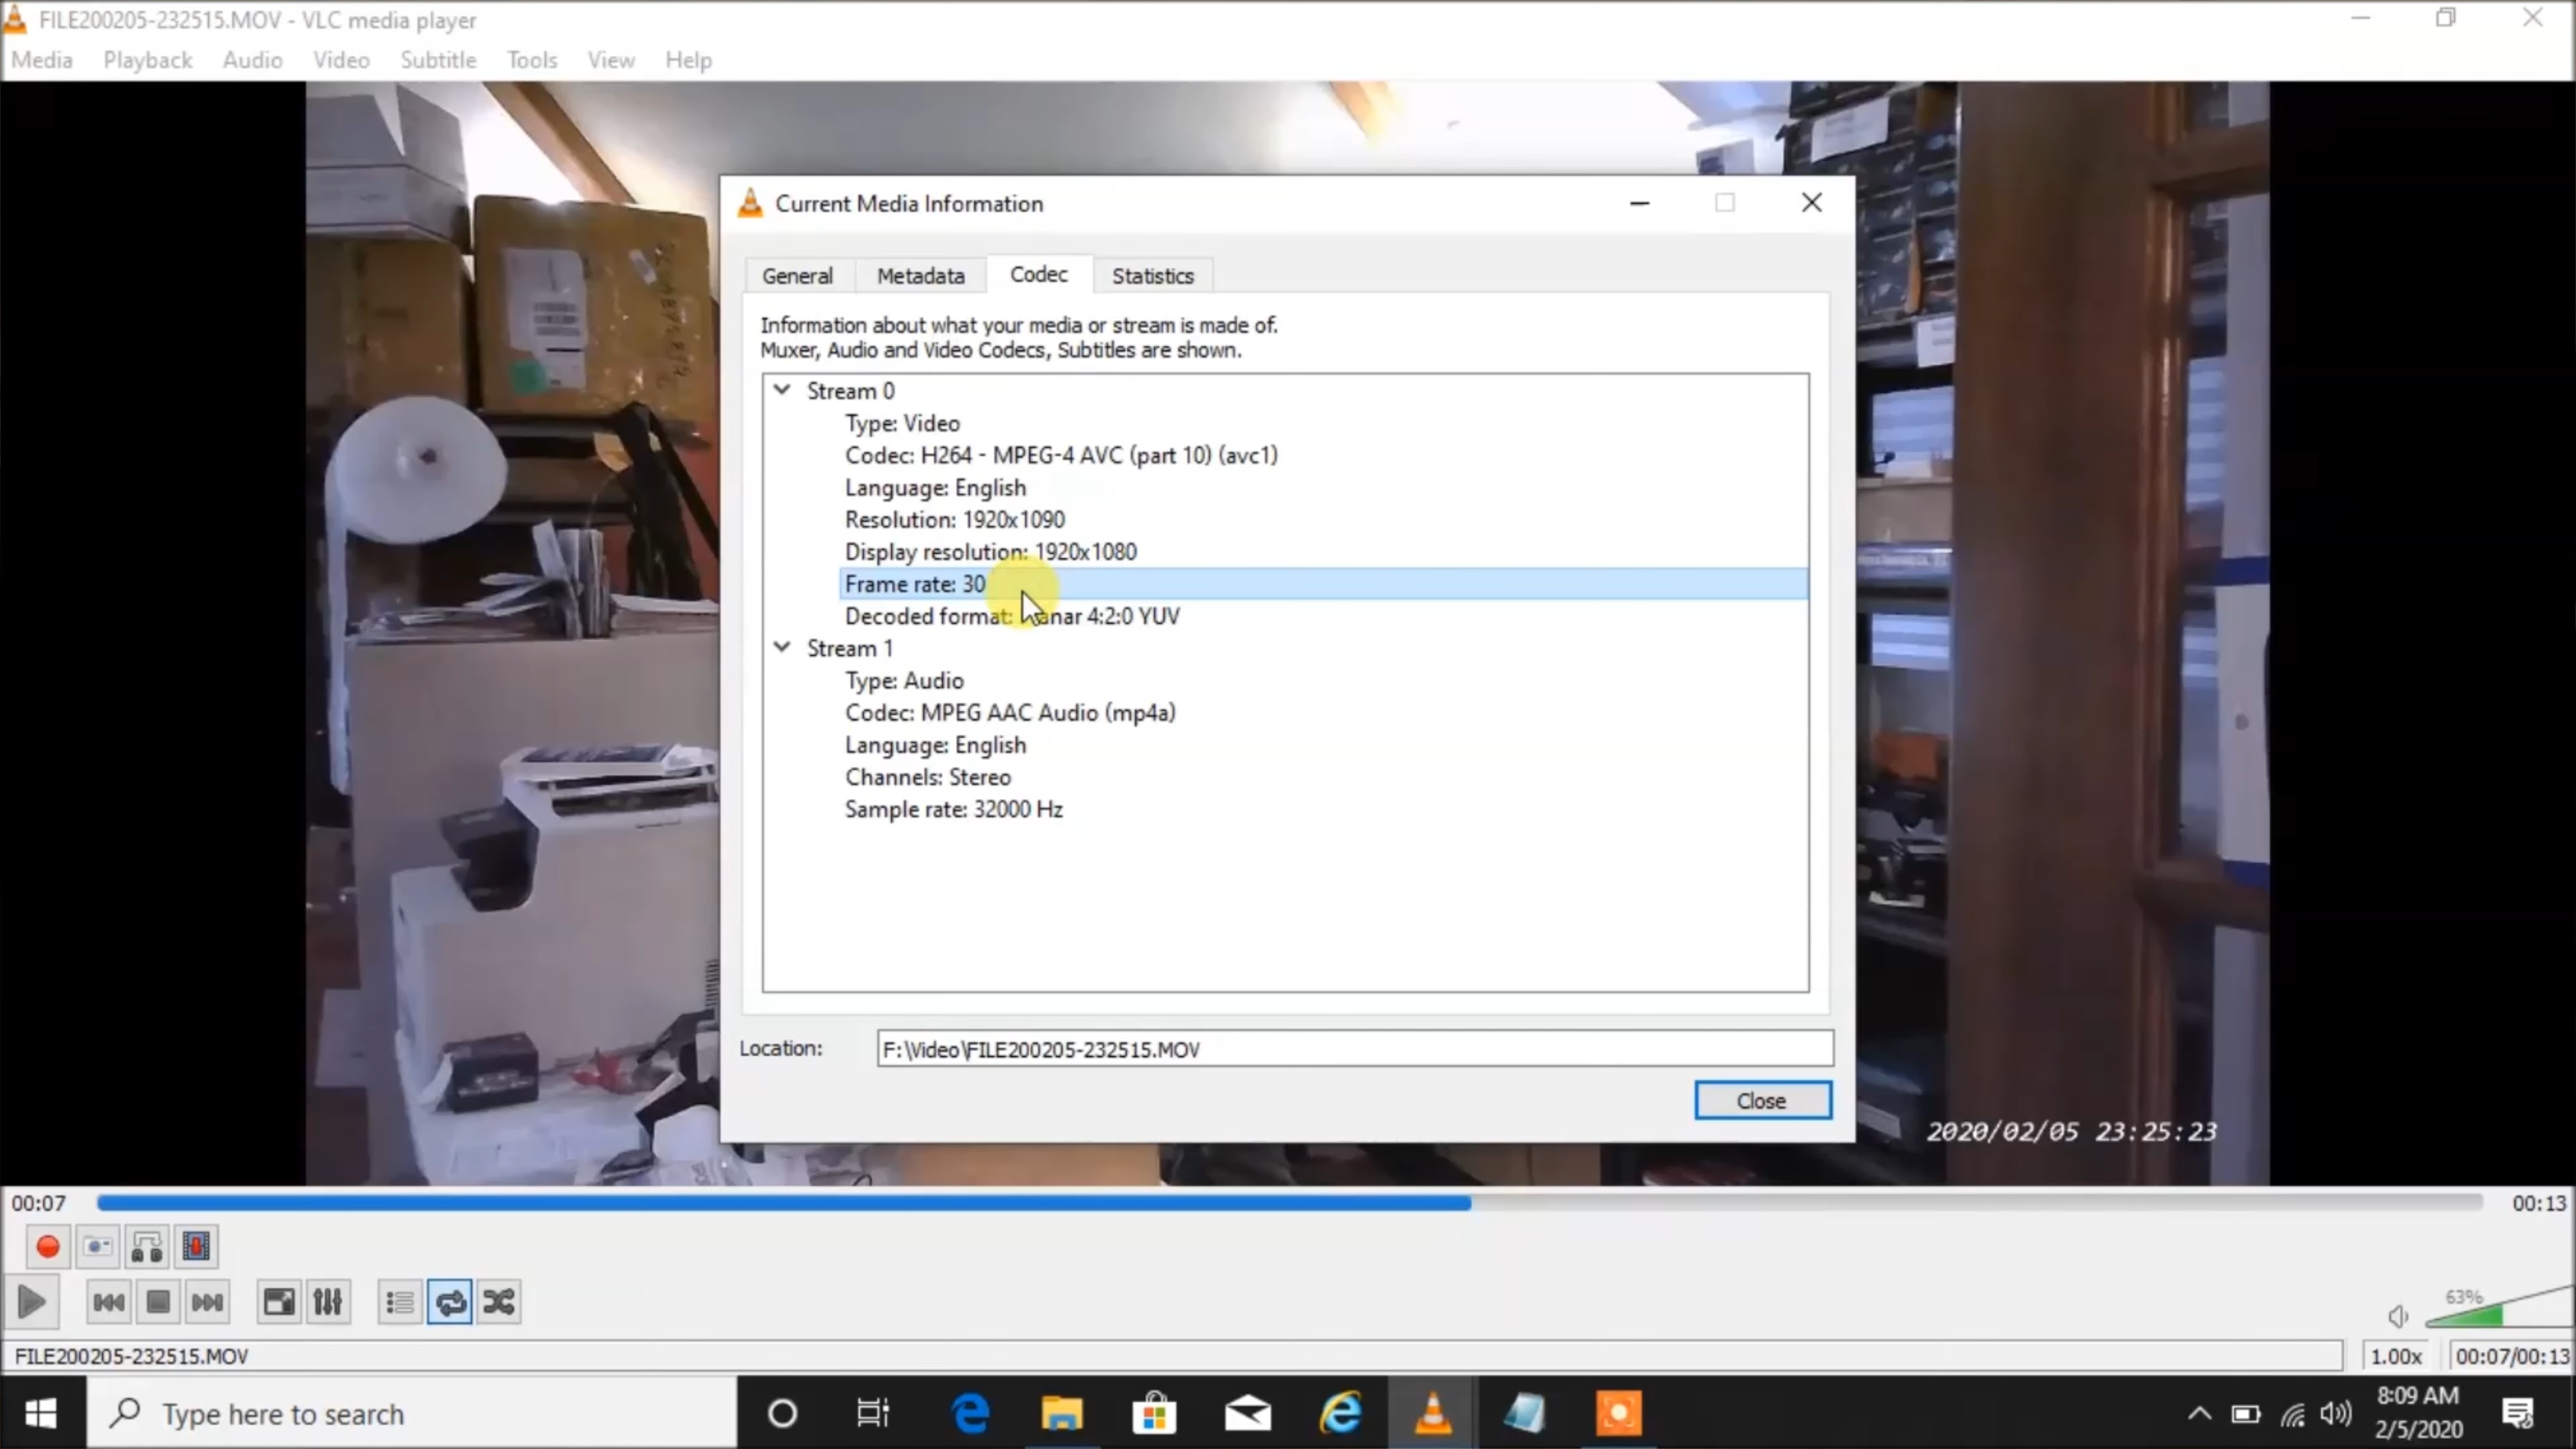 FILE200205-232515.MOV - VLC media player
Media Playback Audio Video Subtitle Tools View Help
Current Media Information
General Metadata Codec Statistics
Information about what your media or stream is made of.
Muxer, Audio and Video Codecs, Subtitles are shown.
Stream 0
Type: Video
Codec: H264 - MPEG-4 AVC (part 10) (avc1)
Language: English
Resolution: 1920x1090
Display resolution: 1920x1080
Frame rate: 30
Decoded format: 4:2:0 YUV
Stream 1
Type: Audio
Codec: MPEG AAC Audio (mp4a)
Language: English
Channels: Stereo
Sample rate: 32000 Hz
Location: F:\Video\FILE200205-232515.MOV
Close
2020/02/05 23:25:23
00:07 00:13
63%
FILE200205-232515.MOV 1.00x 00:07/00:13
Type here to search
8:09 AM
2/5/2020